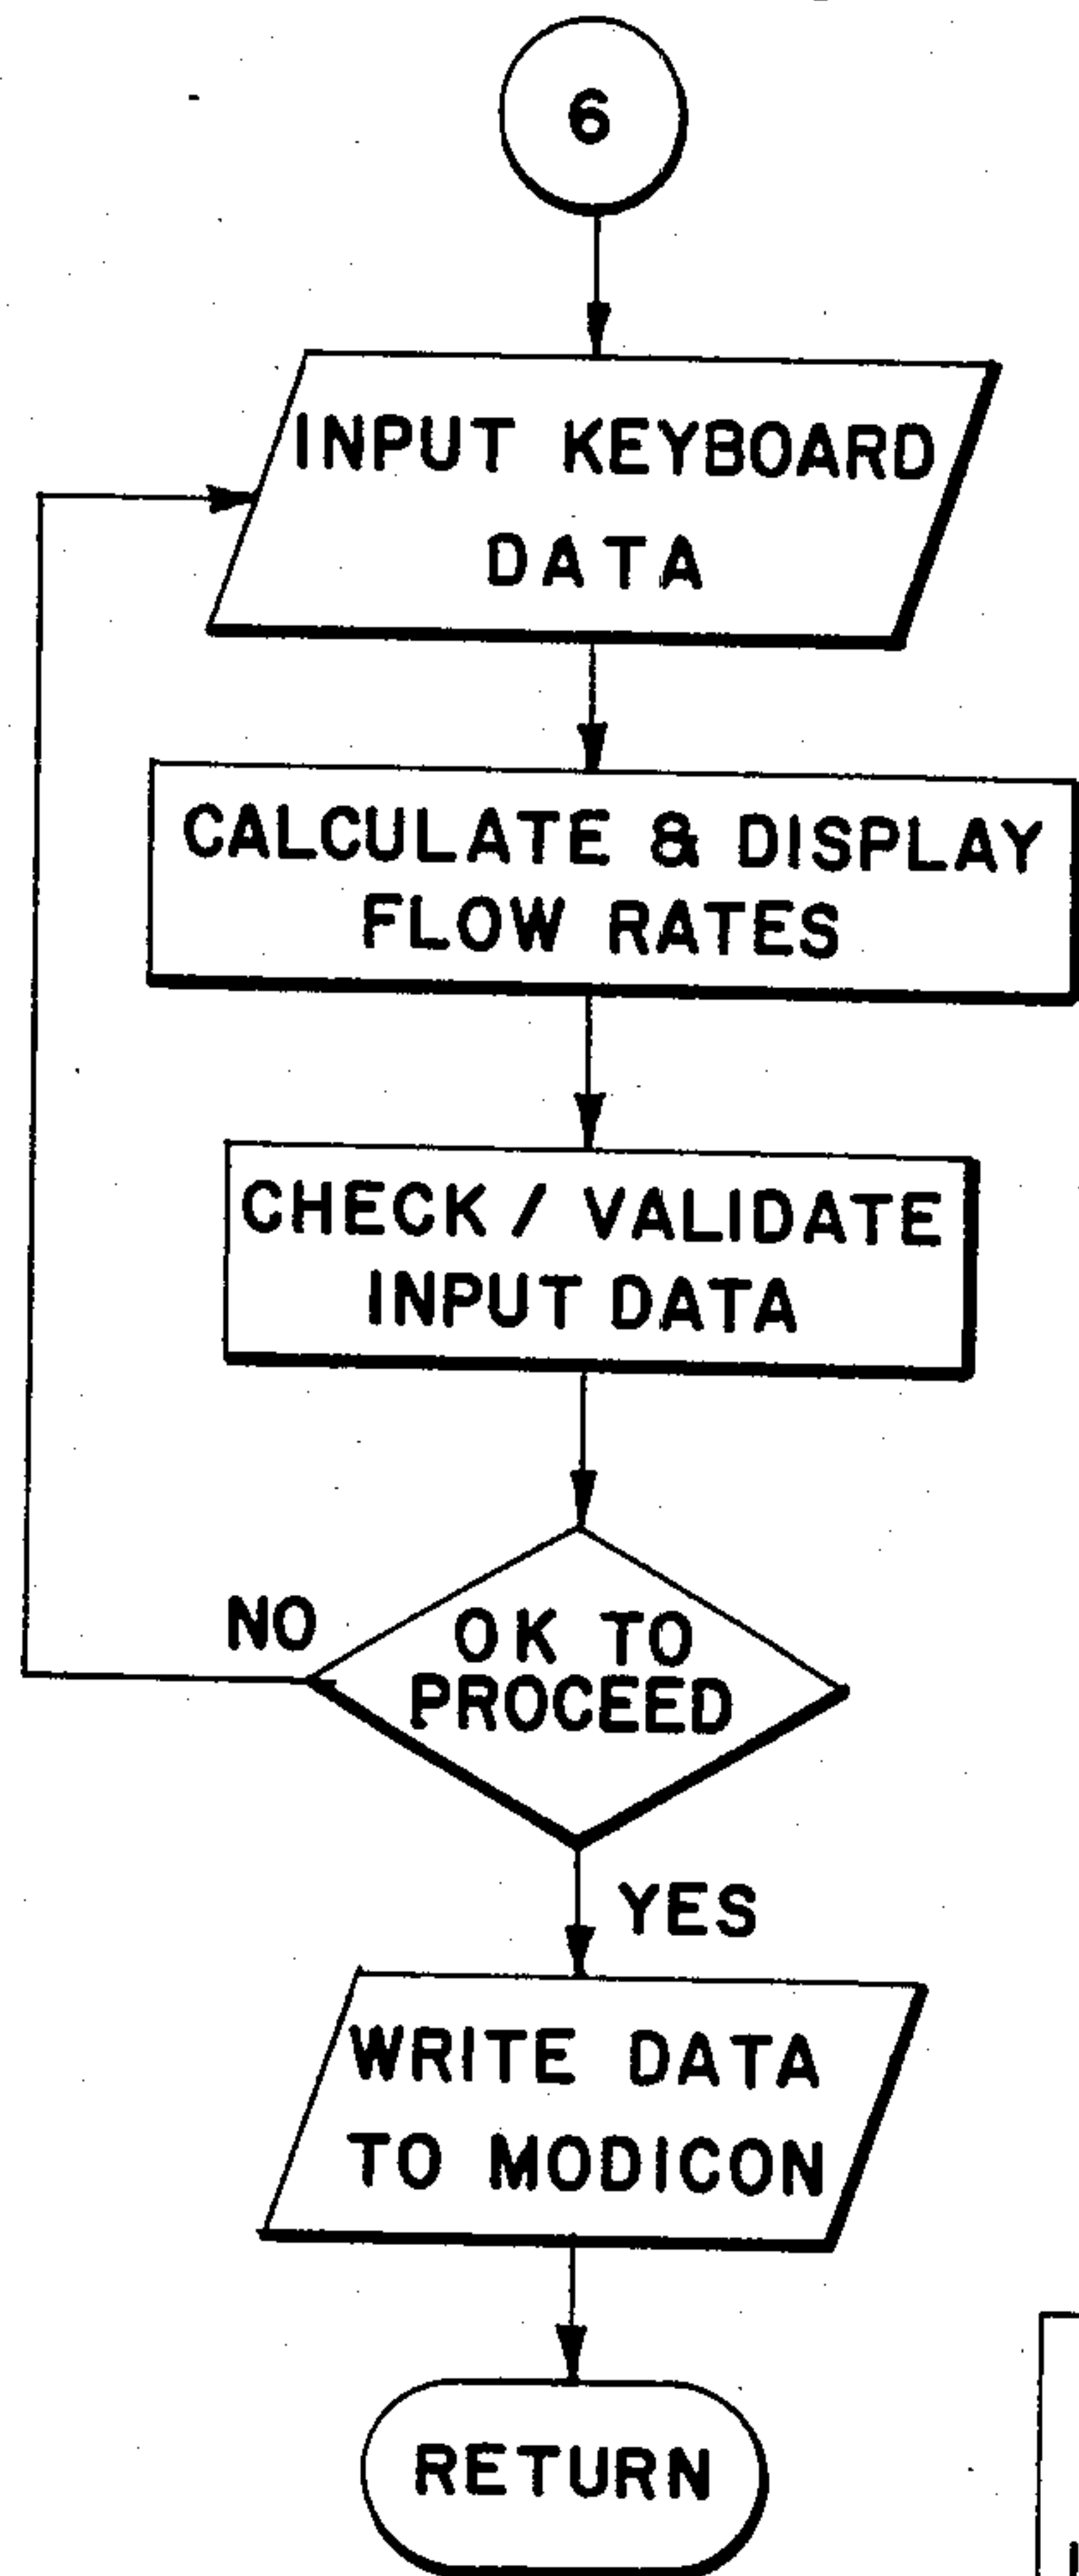 6
INPUT KEYBOARD
DATA
CALCULATE & DISPLAY
FLOW RATES
CHECK / VALIDATE
INPUT DATA
NO
OK TO
PROCEED
YES
WRITE DATA
TO MODICON
RETURN